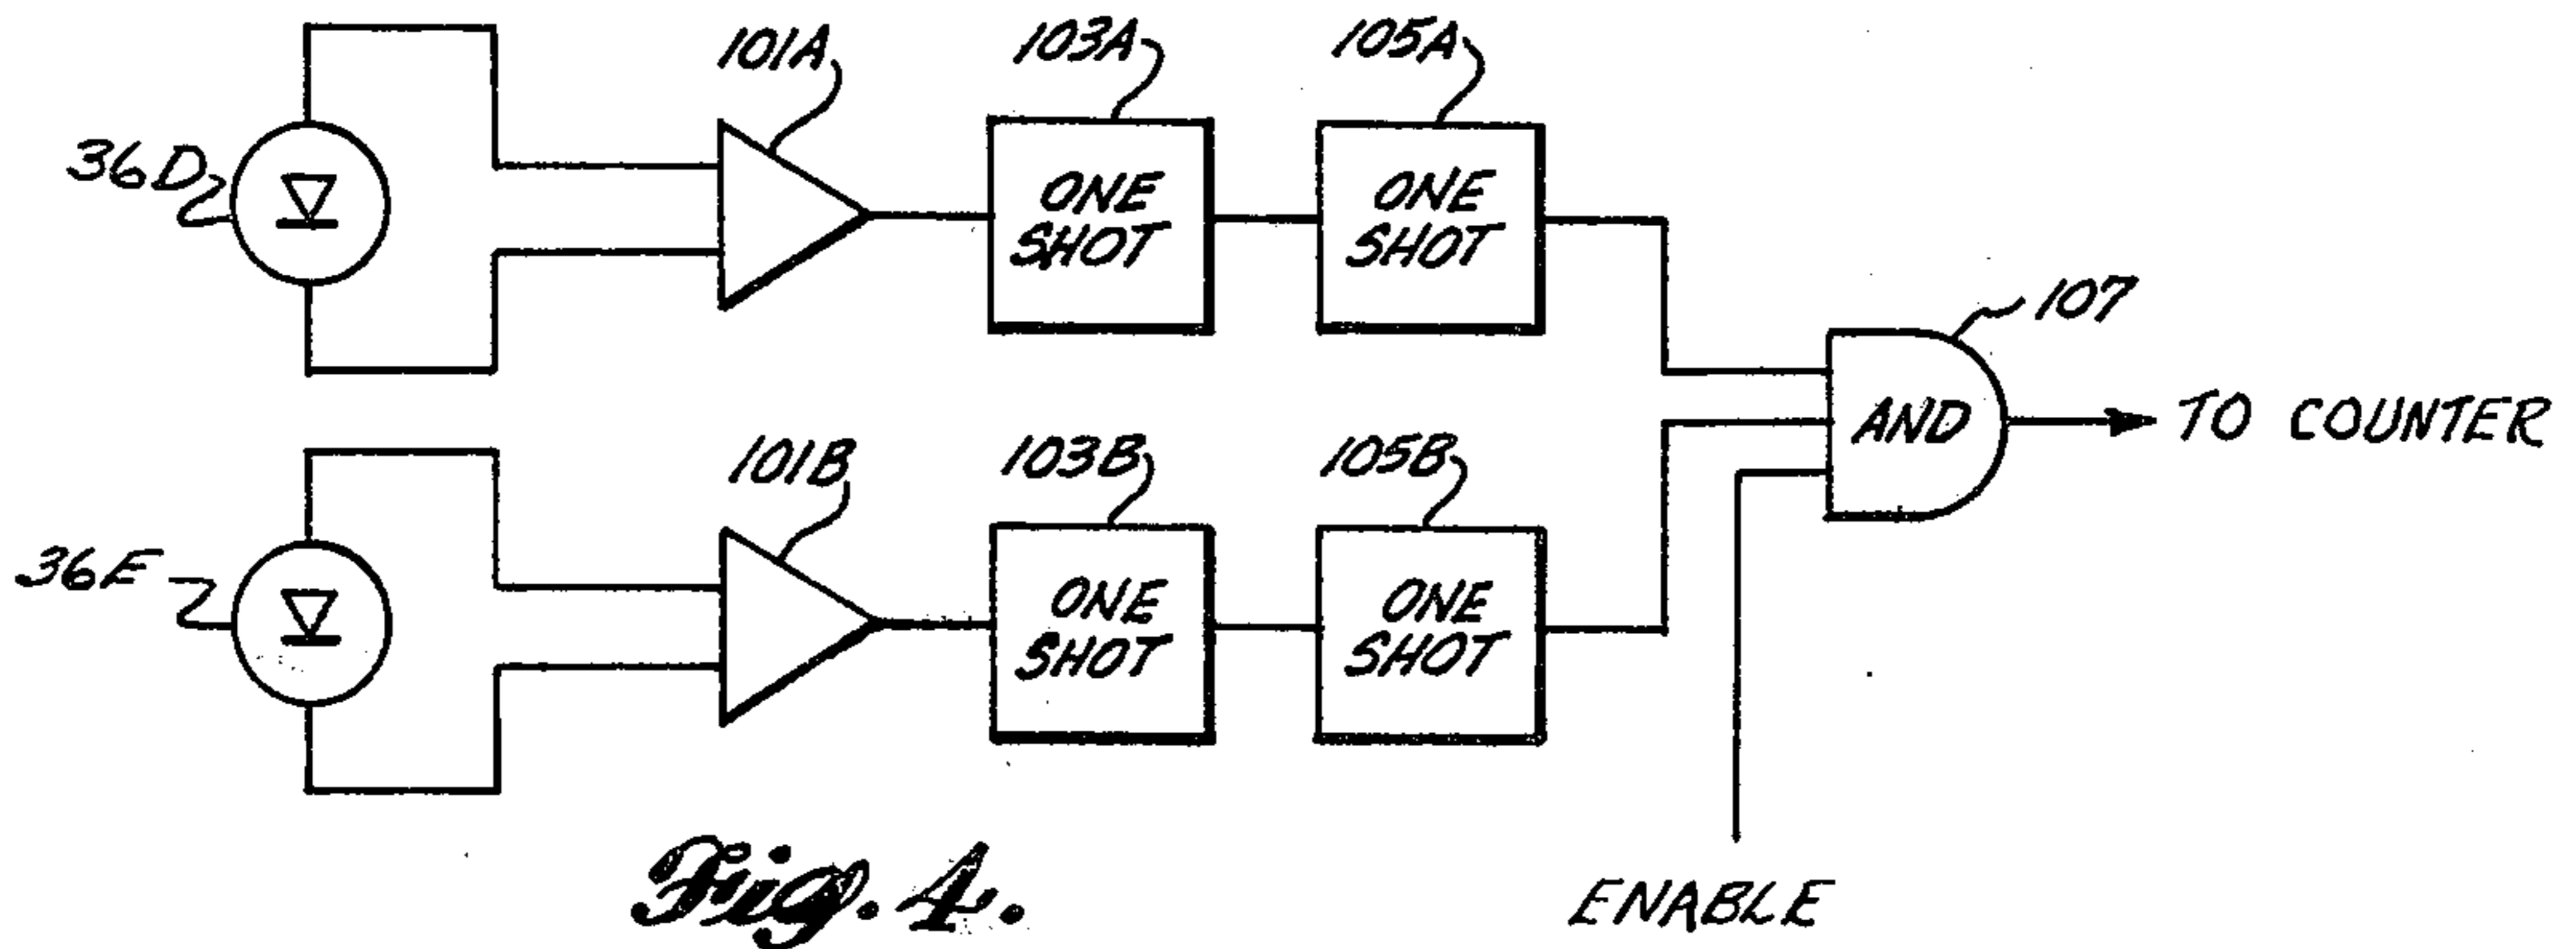 101A
103A
105A
36D
ONE
SHOT
ONE
SHOT
107
AND
TO COUNTER
101B
103B
105B
36E
ONE
SHOT
ONE
SHOT
ENABLE
Fig. 4.